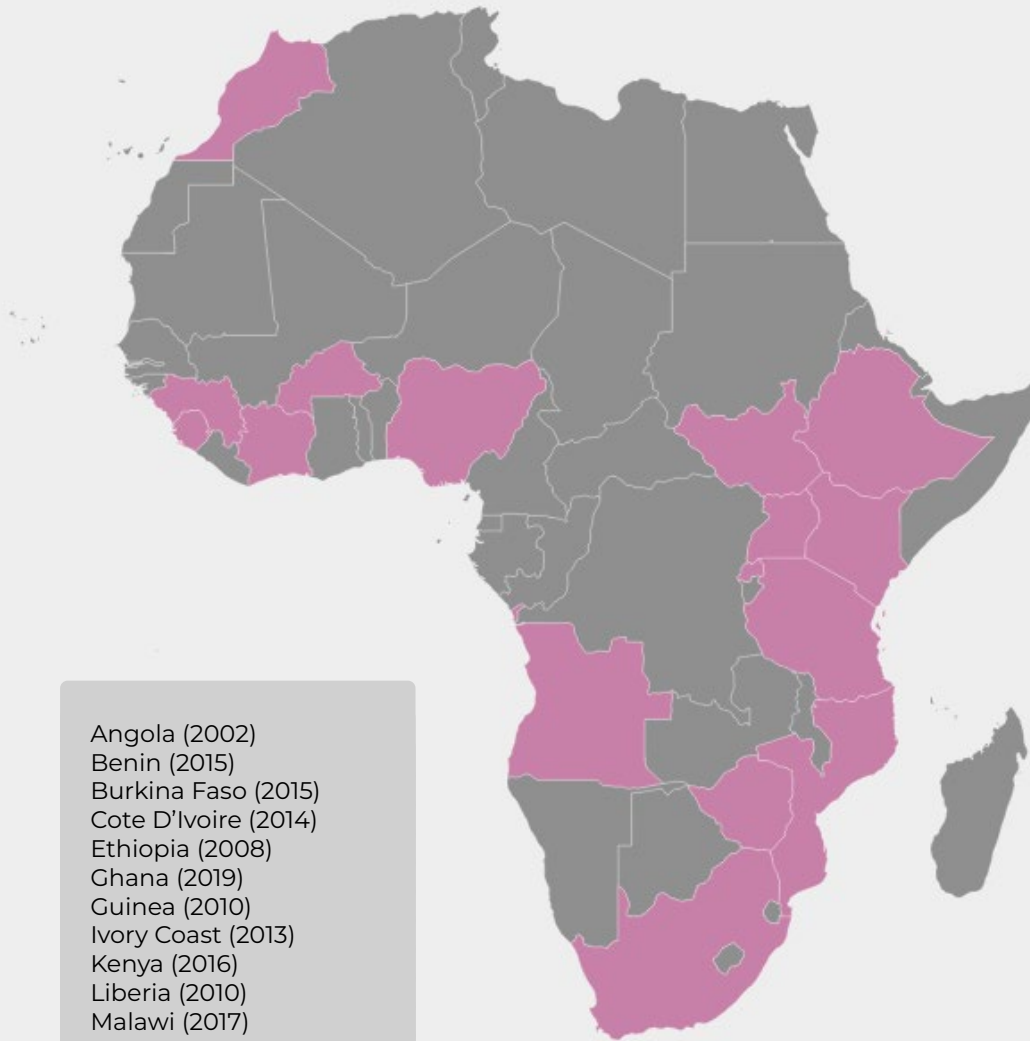 Angola (2002)
Benin (2015)
Burkina Faso (2015)
Cote D’Ivoire (2014)
Ethiopia (2008)
Ghana (2019)
Guinea (2010)
Ivory Coast (2013)
Kenya (2016)
Liberia (2010)
Malawi (2017)